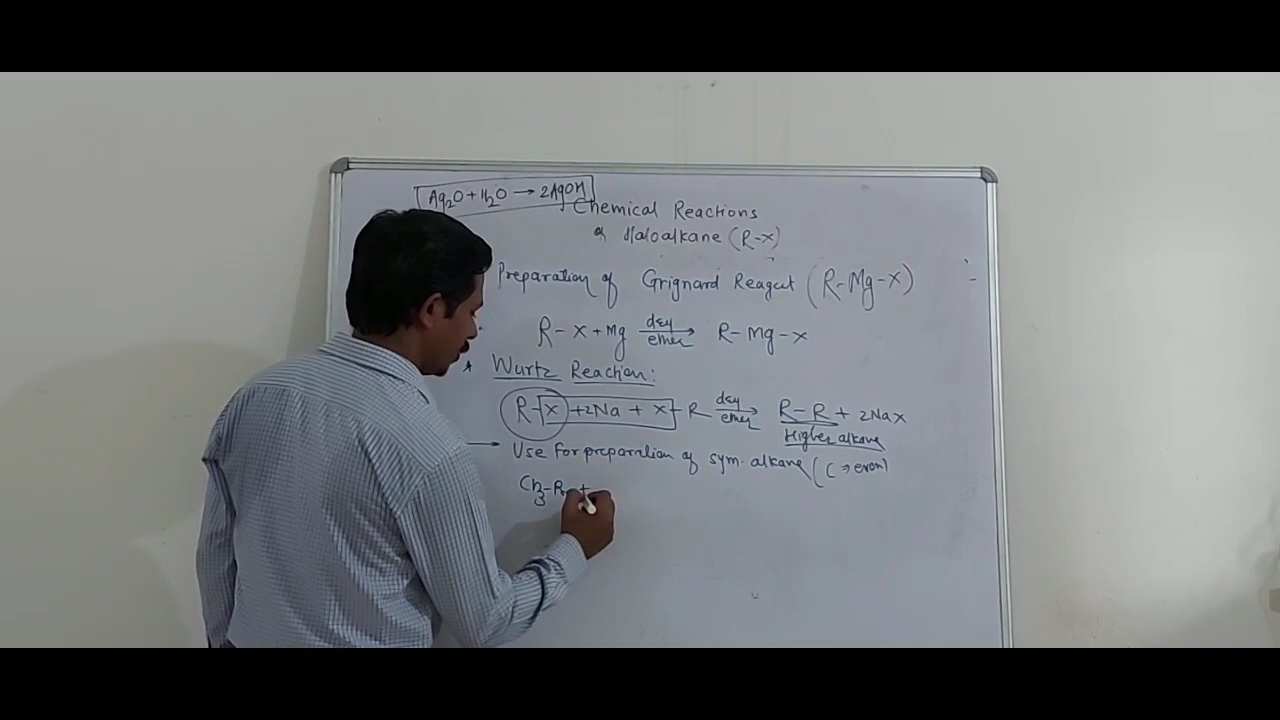 Ag2O + H2O → 2AgOH
Chemical Reactions
of Haloalkane (R-X)
Preparation of Grignard Reagent (R-Mg-X)
R-X + Mg dry ether → R-Mg-X
* Wurtz Reaction:
R-X + 2Na + X-R dry ether → R-R + 2NaX
Higher alkane
→ Use for preparation of sym. alkane (C ⇒ even)
CH3-Br +